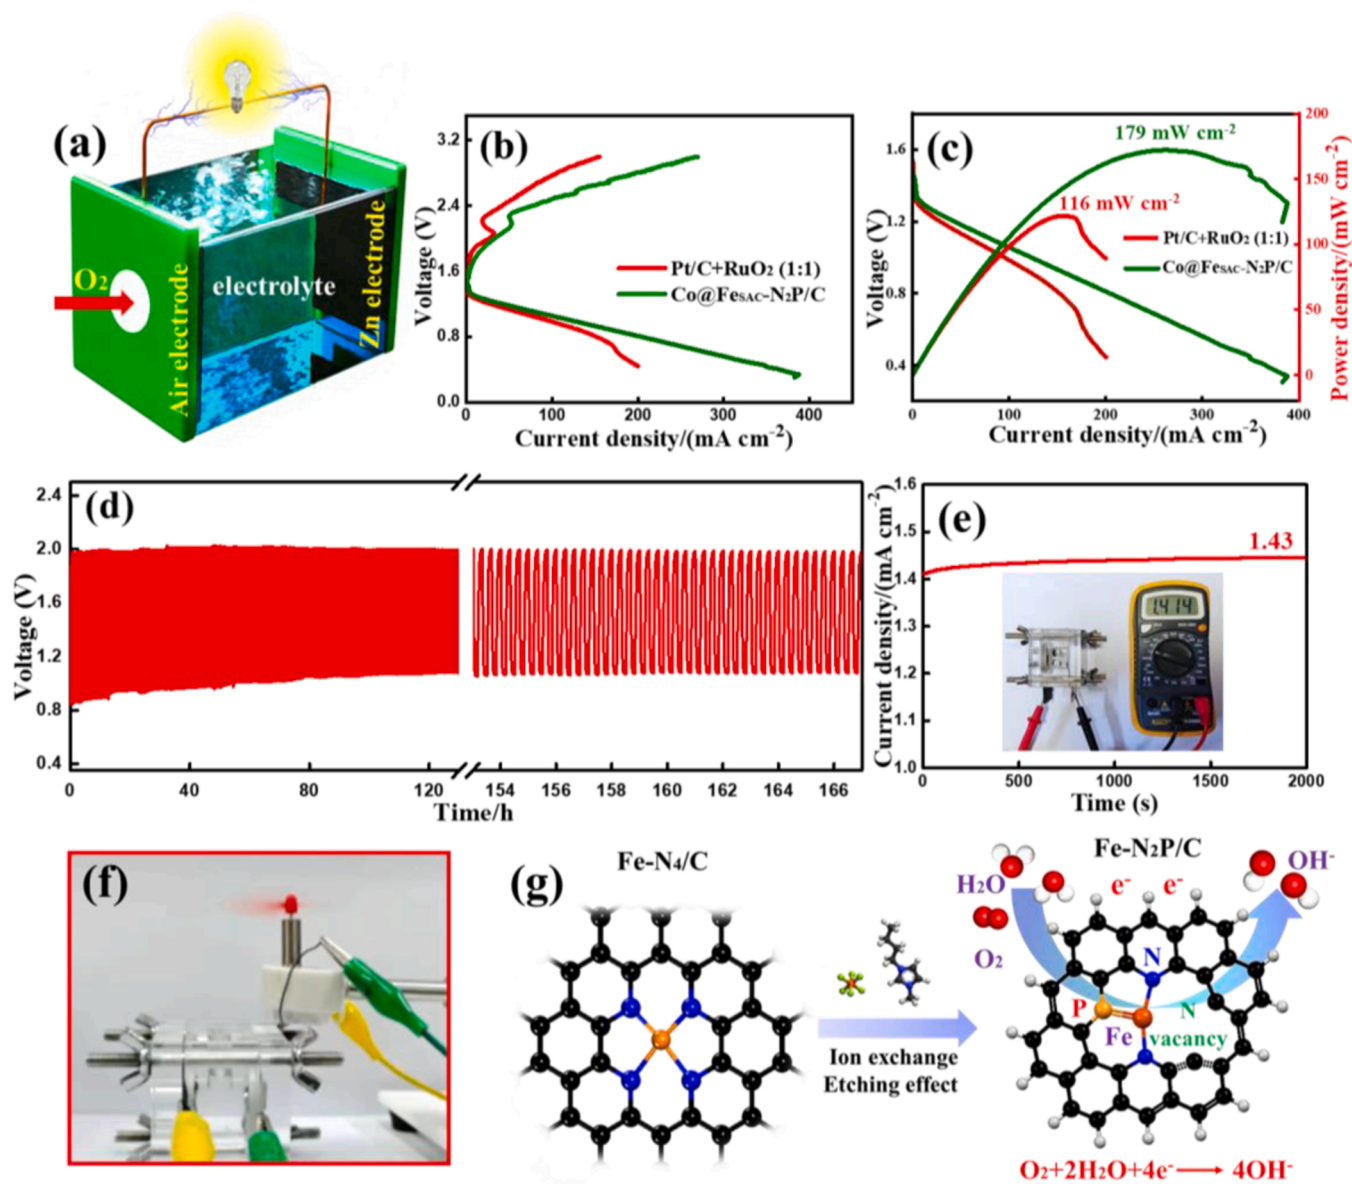 (a)
O₂
Air electrode
electrolyte
Zn electrode
(b)
Voltage (V)
3.2
2.4
1.6
0.8
0.0
Pt/C+RuO₂ (1:1)
Co@Fe_SAC-N₂P/C
0 100 200 300 400
Current density/(mA cm⁻²)
(c)
Voltage (V)
1.6
1.2
0.8
0.4
179 mW cm⁻²
116 mW cm⁻²
Pt/C+RuO₂ (1:1)
Co@Fe_SAC-N₂P/C
200
150
100
50
0
Power density/(mW cm⁻²)
0 100 200 300 400
Current density/(mA cm⁻²)
(d)
Voltage (V)
2.4
2.0
1.6
1.2
0.8
0.4
0 40 80 120 154 156 158 160 162 164 166
Time/h
(e)
Current density/(mA cm⁻²)
1.6
1.5
1.4
1.3
1.2
1.1
1.0
1.43
1.414
0 500 1000 1500 2000
Time (s)
(f)
(g)
Fe-N₄/C
Ion exchange
Etching effect
Fe-N₂P/C
H₂O
e⁻ e⁻
OH⁻
O₂
N
P
N
Fe
vacancy
O₂+2H₂O+4e⁻→ 4OH⁻